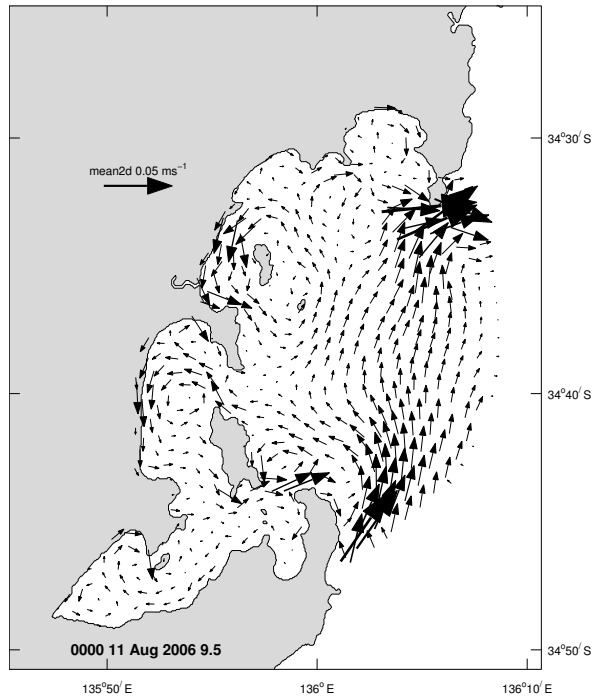 34°30′ S
mean2d 0.05 ms⁻¹
34°40′ S
34°50′ S
0000 11 Aug 2006 9.5
135°50′ E
136°E
136°10′ E